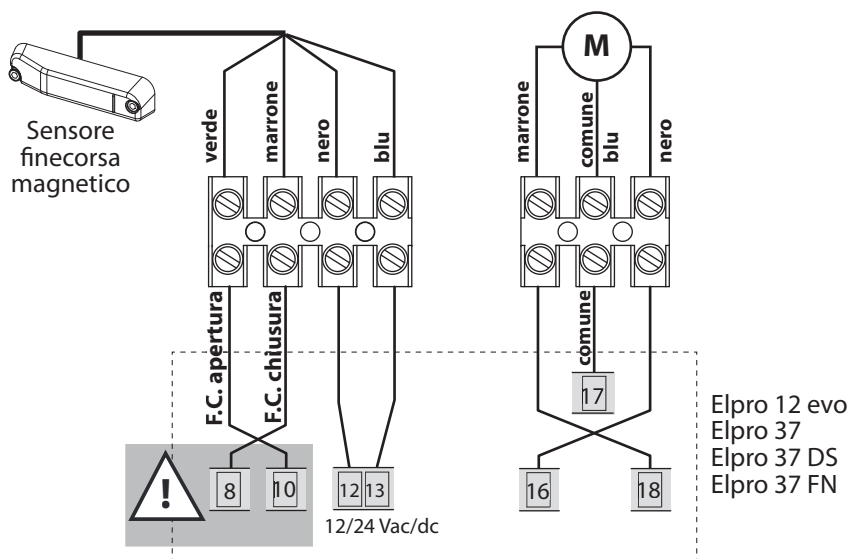 M
Sensore
finecorsa
magnetico
verde
marrone
nero
blu
marrone
comune
blu
nero
F.C. apertura
F.C. chiusura
comune
17
!
8
10
12
13
12/24 Vac/dc
16
18
Elpro 12 evo
Elpro 37
Elpro 37 DS
Elpro 37 FN